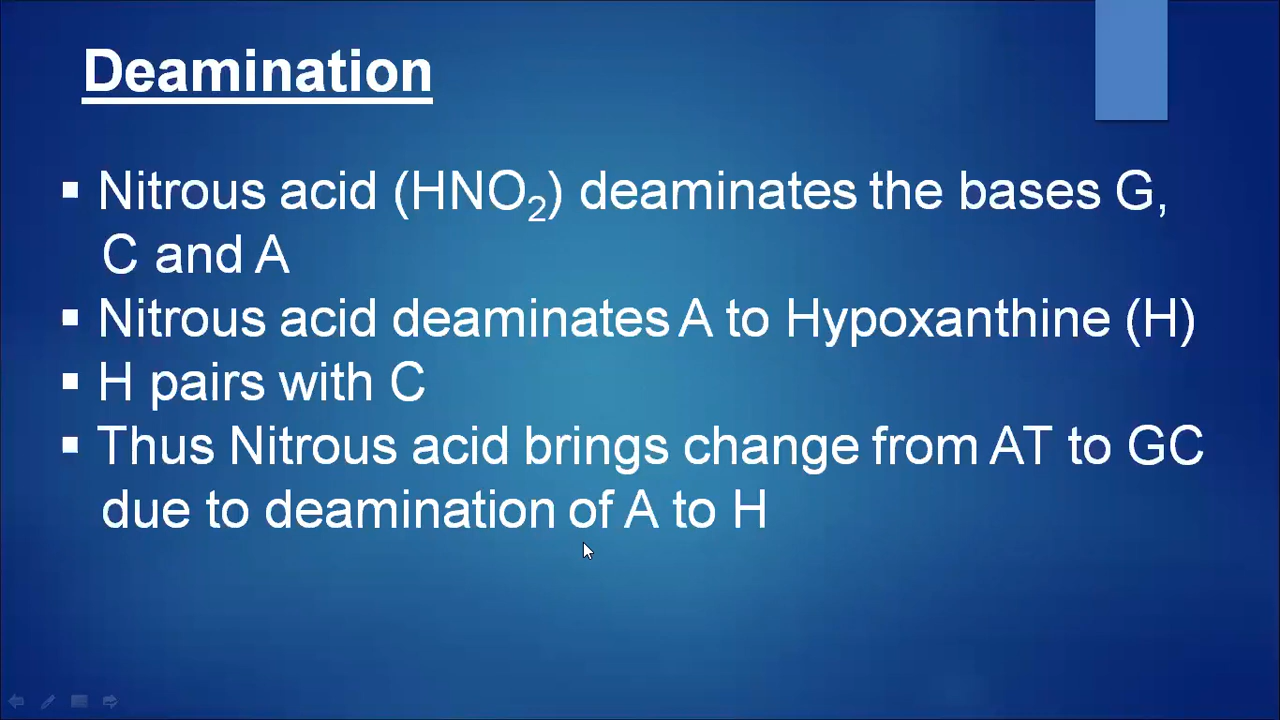 Deamination
▪ Nitrous acid (HNO₂) deaminates the bases G,
C and A
▪ Nitrous acid deaminates A to Hypoxanthine (H)
▪ H pairs with C
▪ Thus Nitrous acid brings change from AT to GC
due to deamination of A to H